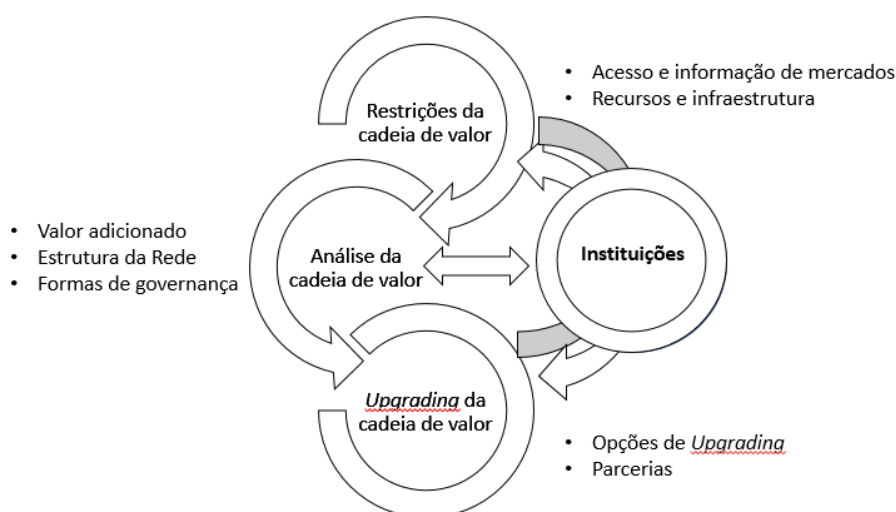 Restrições da
cadeia de valor
• Acesso e informação de mercados
• Recursos e infraestrutura
• Valor adicionado
• Estrutura da Rede
• Formas de governança
Análise da
cadeia de valor
Instituições
Upgrading da
cadeia de valor
• Opções de Upgrading
• Parcerias